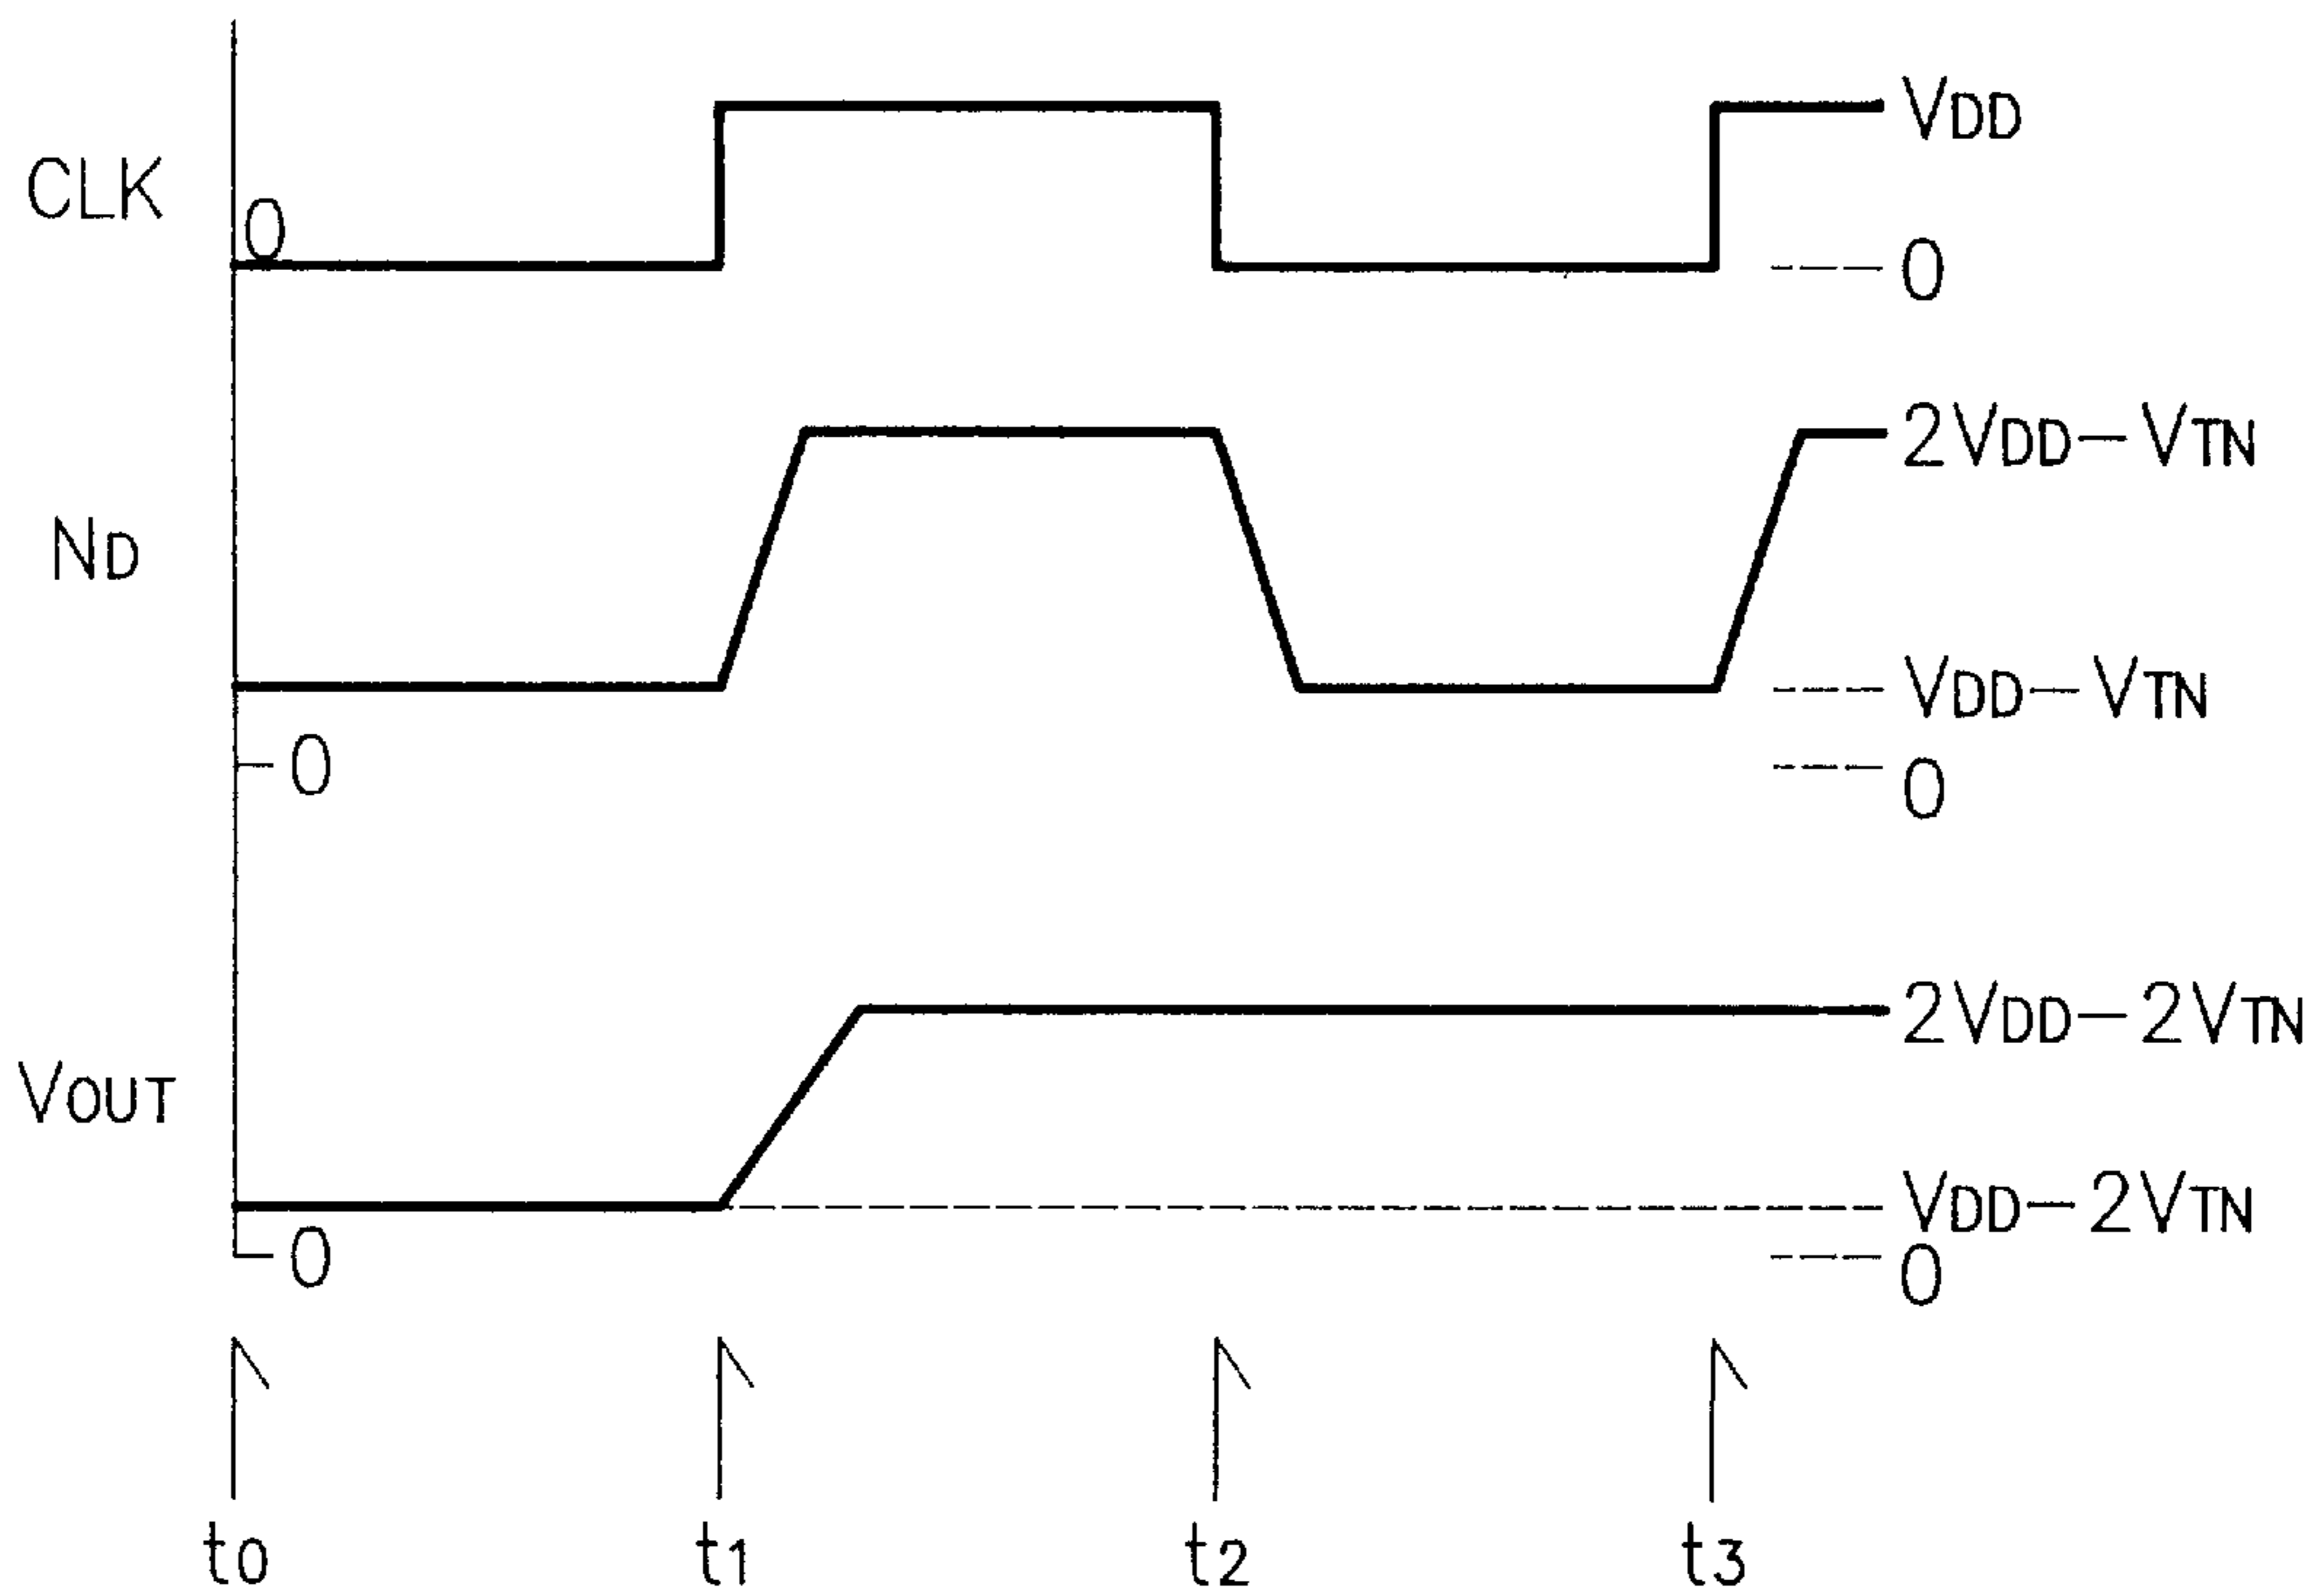 VDD
CLK
0
0
2VDD−VTN
ND
VDD−VTN
0
0
2VDD−2VTN
VOUT
VDD−2VTN
0
0
t0 t1 t2 t3